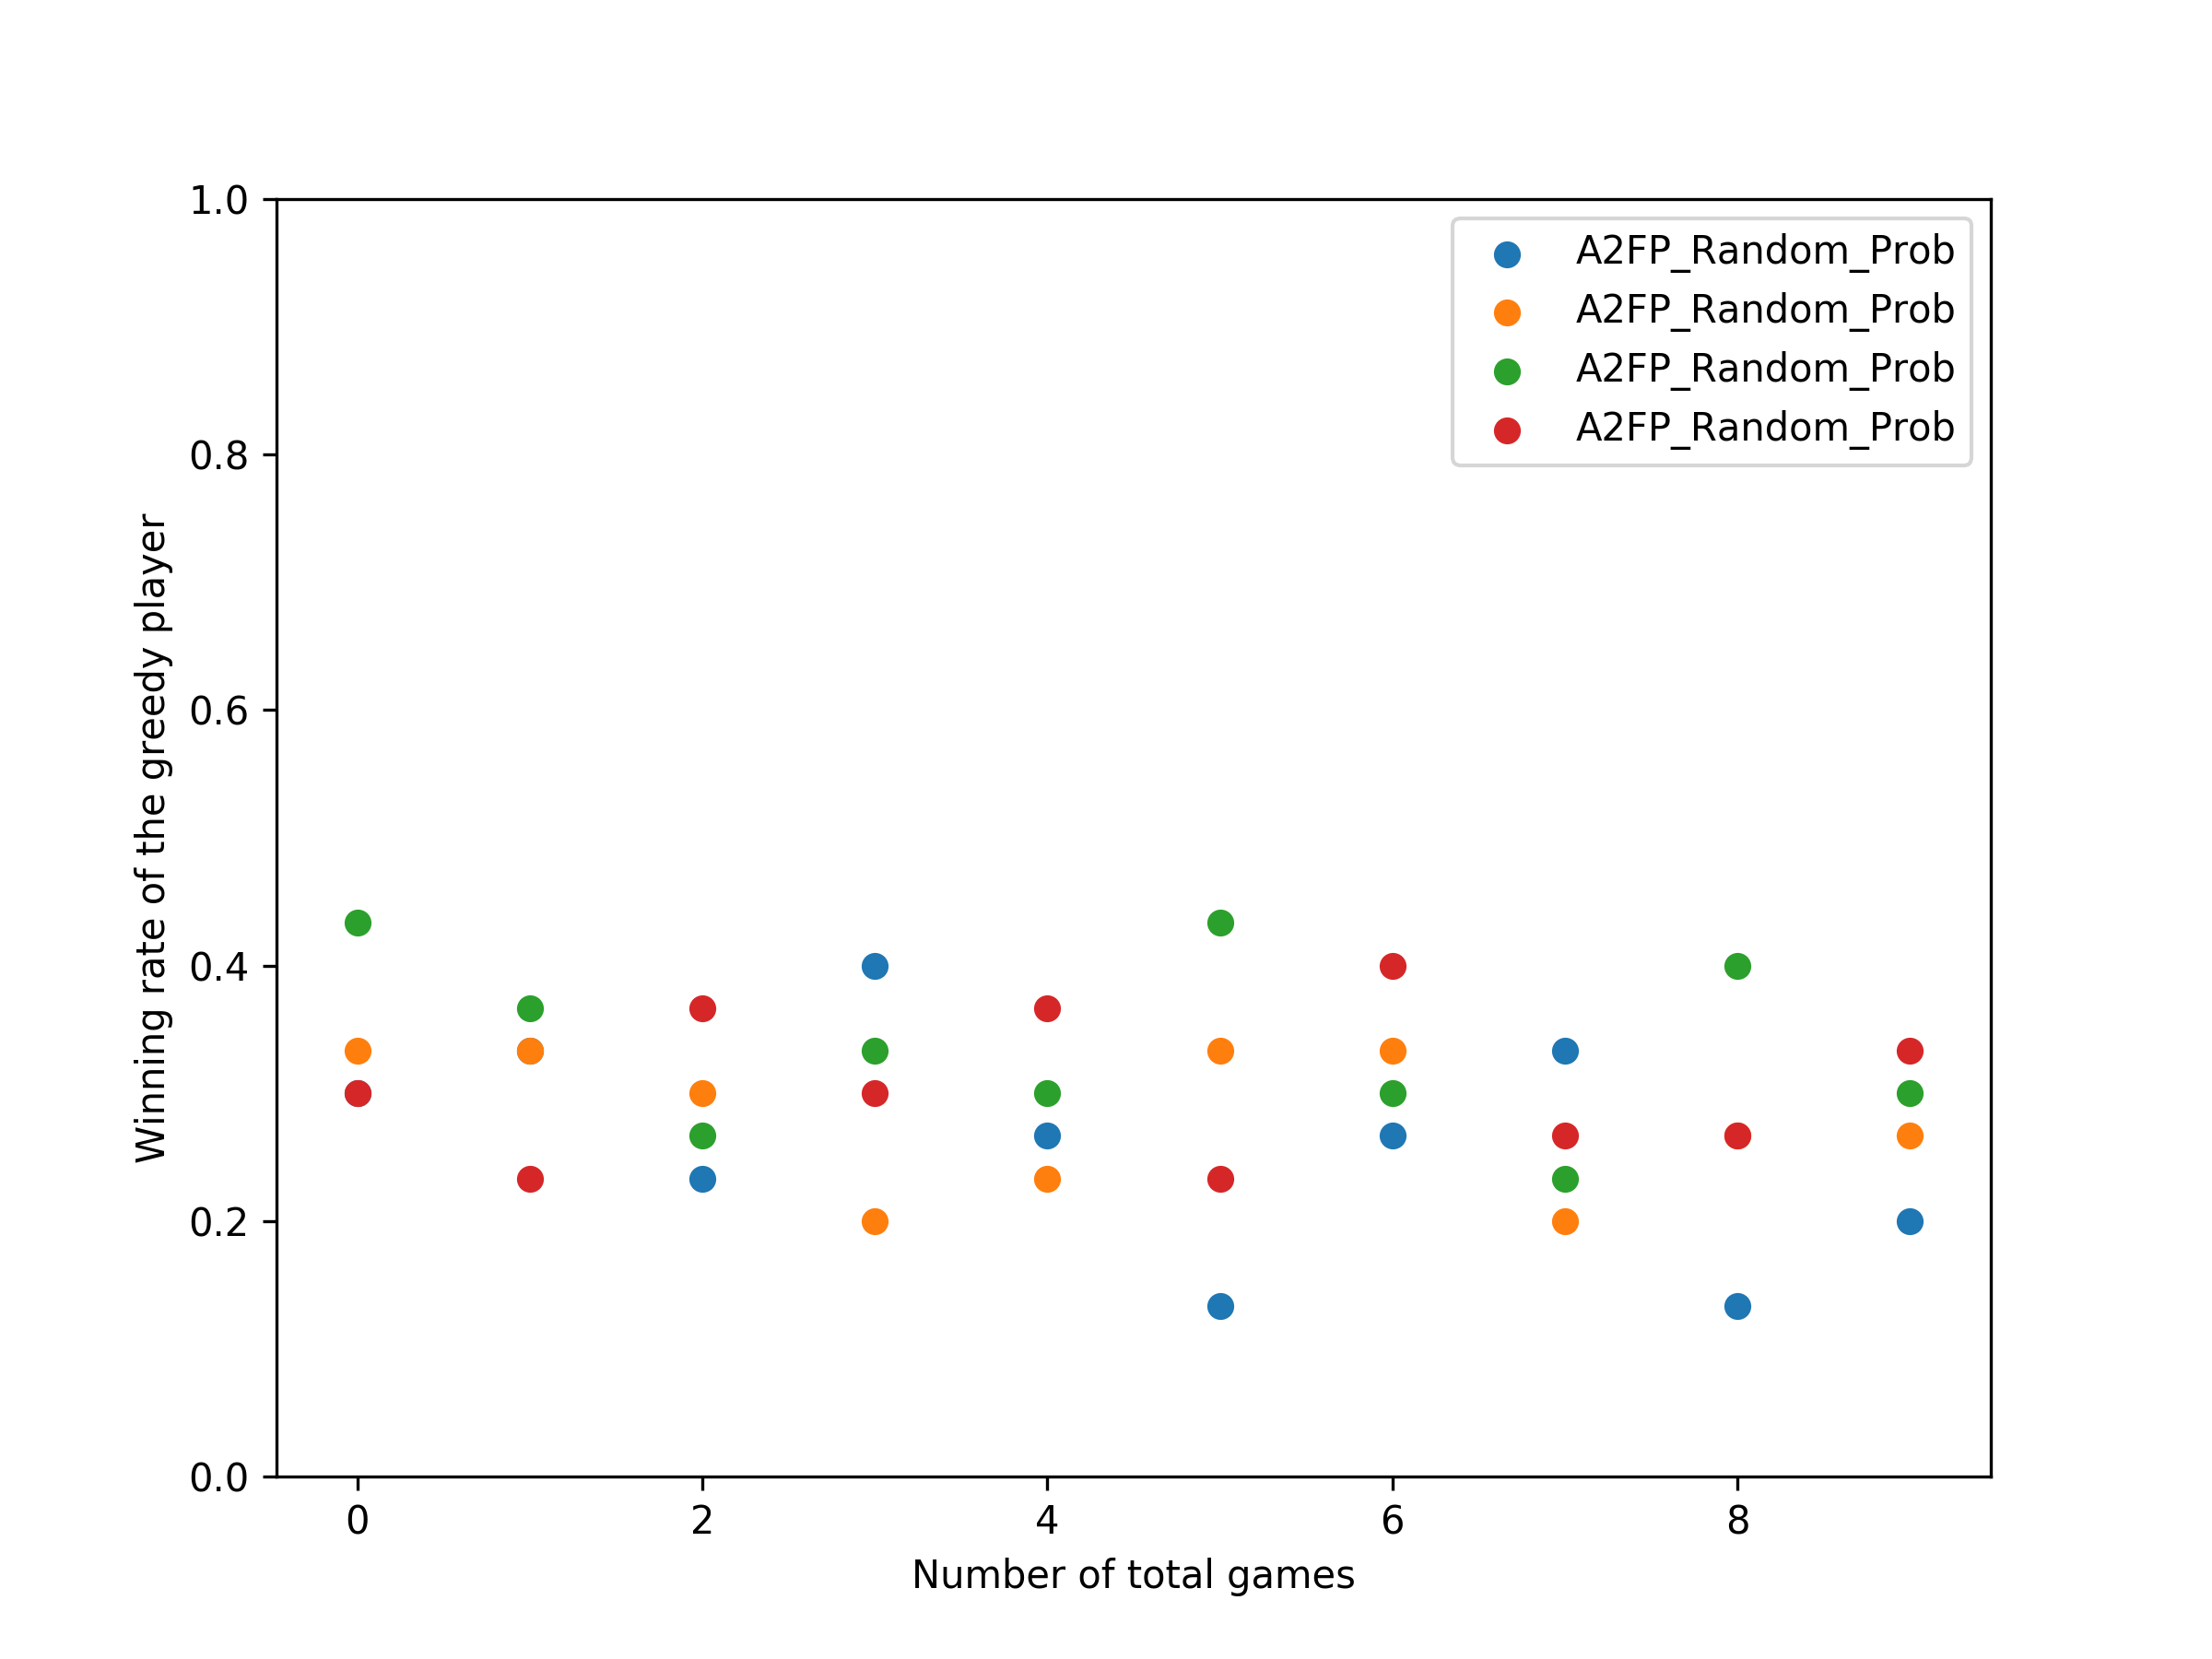 1.0
0.8
0.6
0.4
0.2
0.0
Winning rate of the greedy player
A2FP_Random_Prob
A2FP_Random_Prob
A2FP_Random_Prob
A2FP_Random_Prob
0 2 4 6 8
Number of total games